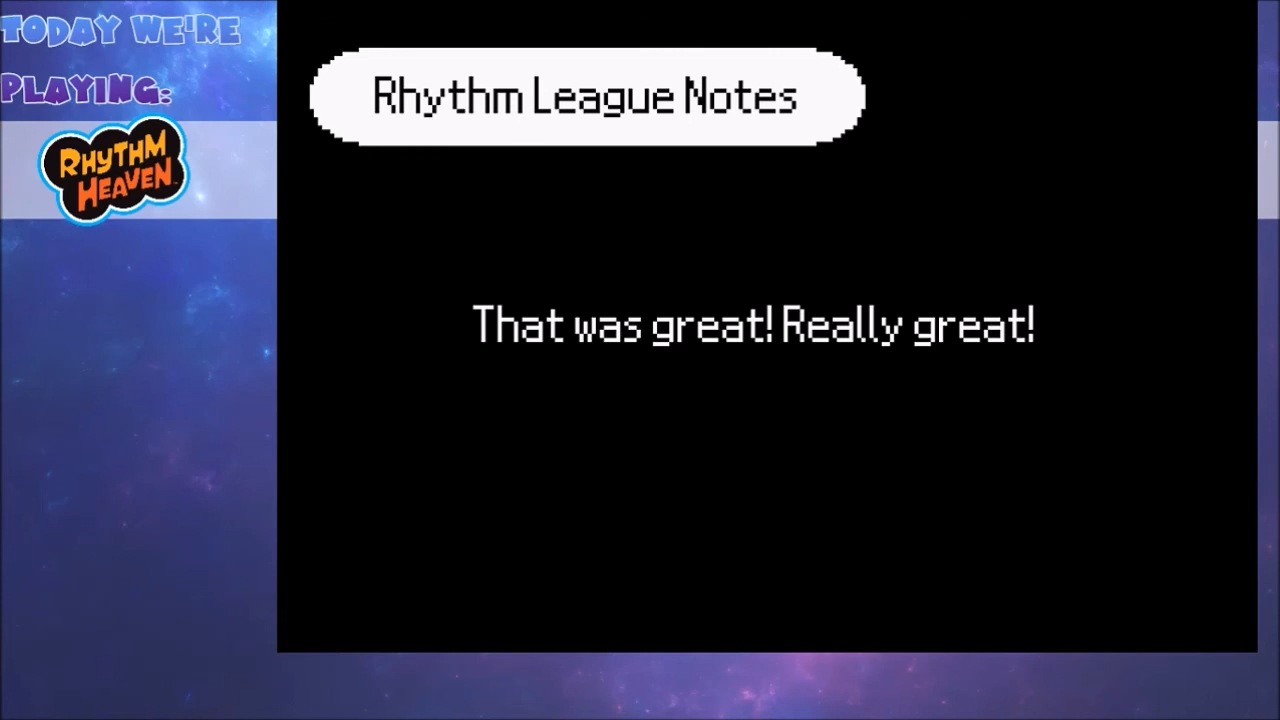 TODAY WE'RE
PLAYING:
RHYTHM
HEAVEN
Rhythm League Notes
That was great! Really great!